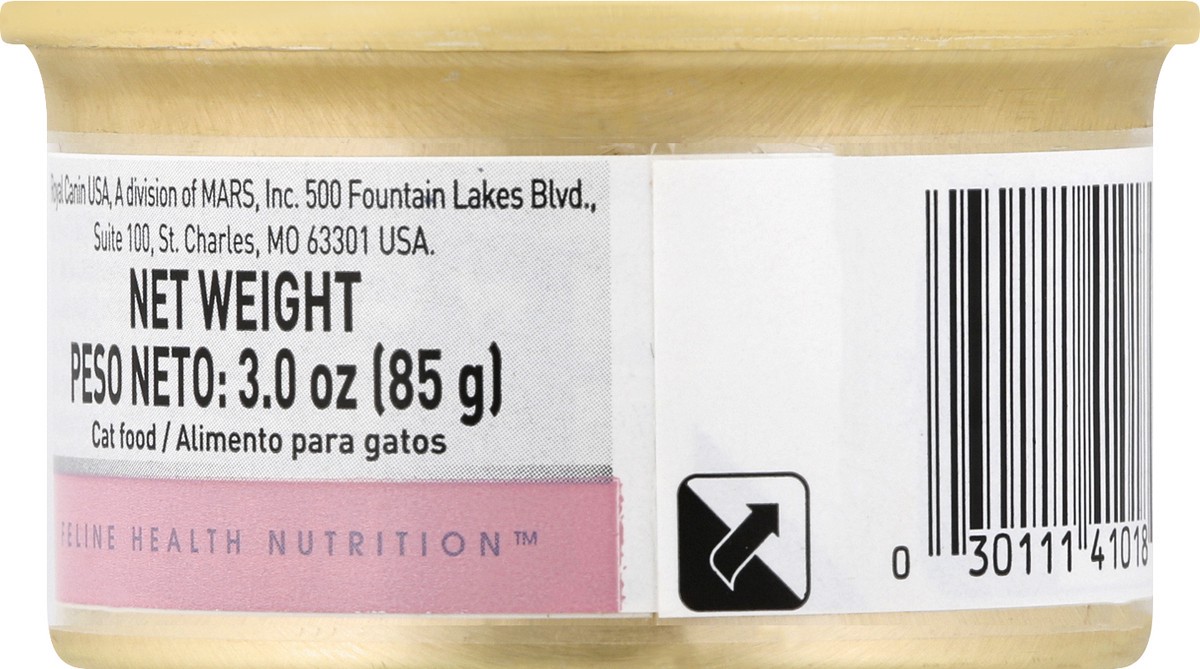 Royal Canin USA, A division of MARS, Inc. 500 Fountain Lakes Blvd.,
Suite 100, St. Charles, MO 63301 USA.
NET WEIGHT
PESO NETO: 3.0 oz (85 g)
Cat food / Alimento para gatos
FELINE HEALTH NUTRITION™
0 30111 41018